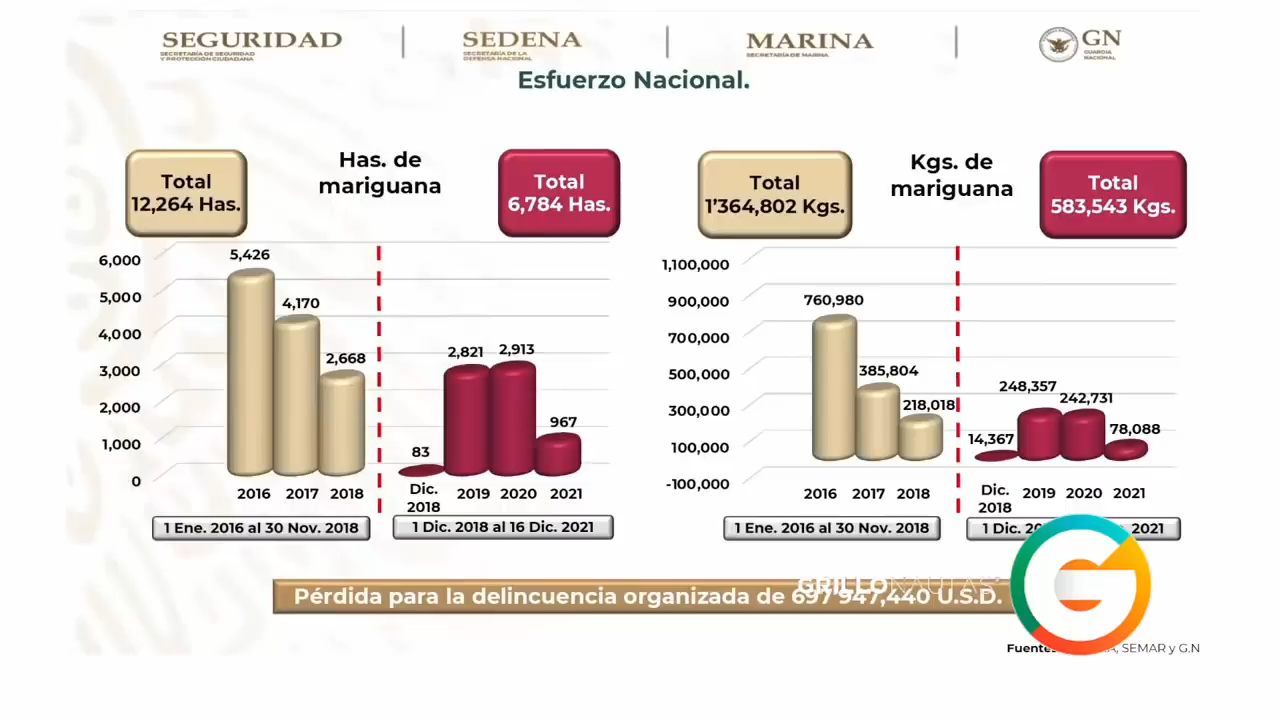 SEGURIDAD
SECRETARÍA DE SEGURIDAD
Y PROTECCIÓN CIUDADANA
SEDENA
SECRETARÍA DE LA
DEFENSA NACIONAL
MARINA
SECRETARÍA DE MARINA
GN
GUARDIA
NACIONAL
Esfuerzo Nacional.
Total
12,264 Has.
Has. de
mariguana
Total
6,784 Has.
6,000
5,000
4,000
3,000
2,000
1,000
0
5,426
4,170
2,668
83
2,821
2,913
967
2016
2017
2018
Dic.
2018
2019
2020
2021
1 Ene. 2016 al 30 Nov. 2018
1 Dic. 2018 al 16 Dic. 2021
Total
1'364,802 Kgs.
Kgs. de
mariguana
Total
583,543 Kgs.
1,100,000
900,000
700,000
500,000
300,000
100,000
-100,000
760,980
385,804
218,018
14,367
248,357
242,731
78,088
2016
2017
2018
Dic.
2018
2019
2020
2021
1 Ene. 2016 al 30 Nov. 2018
1 Dic. 2021
GRILLONAUTAS
Pérdida para la delincuencia organizada de 697'947,440 U.S.D.
G
Fuentes SEMAR y G.N